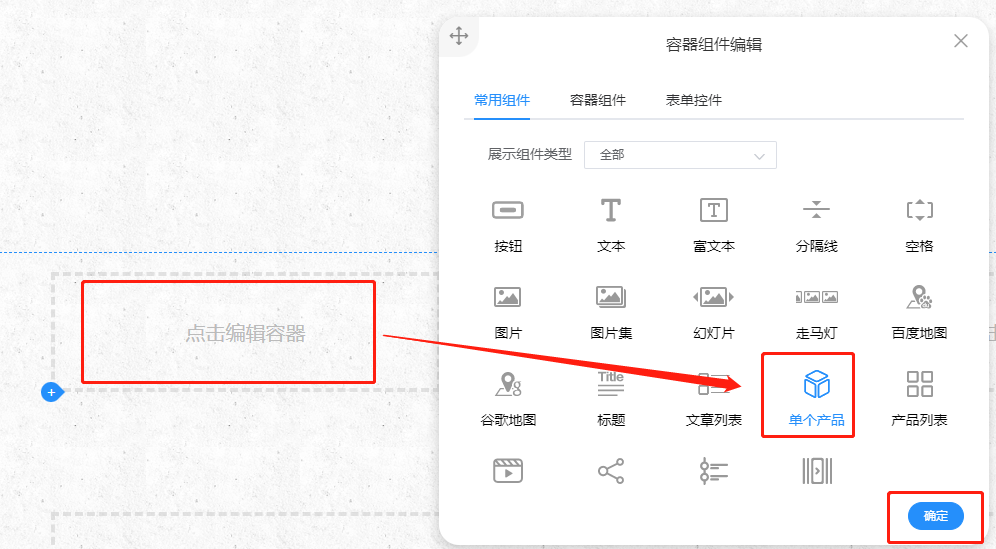 容器组件编辑
常用组件 容器组件 表单控件
展示组件类型 全部
按钮 文本 富文本 分隔线 空格
点击编辑容器
图片 图片集 幻灯片 走马灯 百度地图
Title
谷歌地图 标题 文章列表 单个产品 产品列表
确定